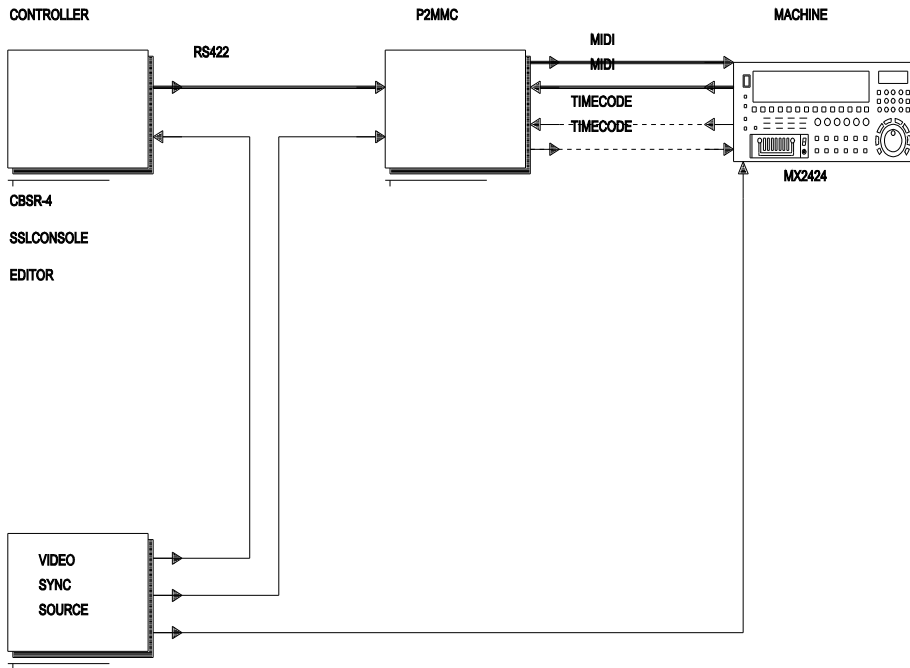 CONTROLLER
P2MMC
MACHINE
RS422
MIDI
MIDI
TIMECODE
TIMECODE
MX2424
CBSR-4
SSLCONSOLE
EDITOR
VIDEO
SYNC
SOURCE